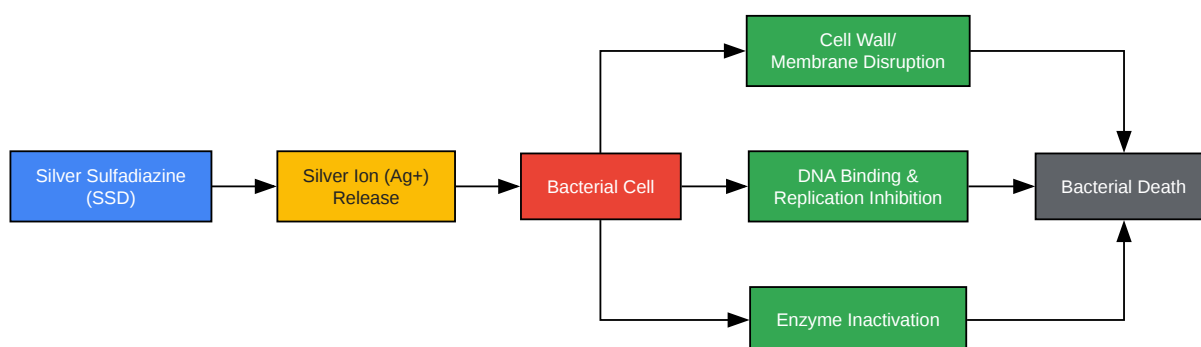 Silver Sulfadiazine
(SSD)
Silver Ion (Ag+)
Release
Bacterial Cell
Cell Wall/
Membrane Disruption
DNA Binding &
Replication Inhibition
Enzyme Inactivation
Bacterial Death